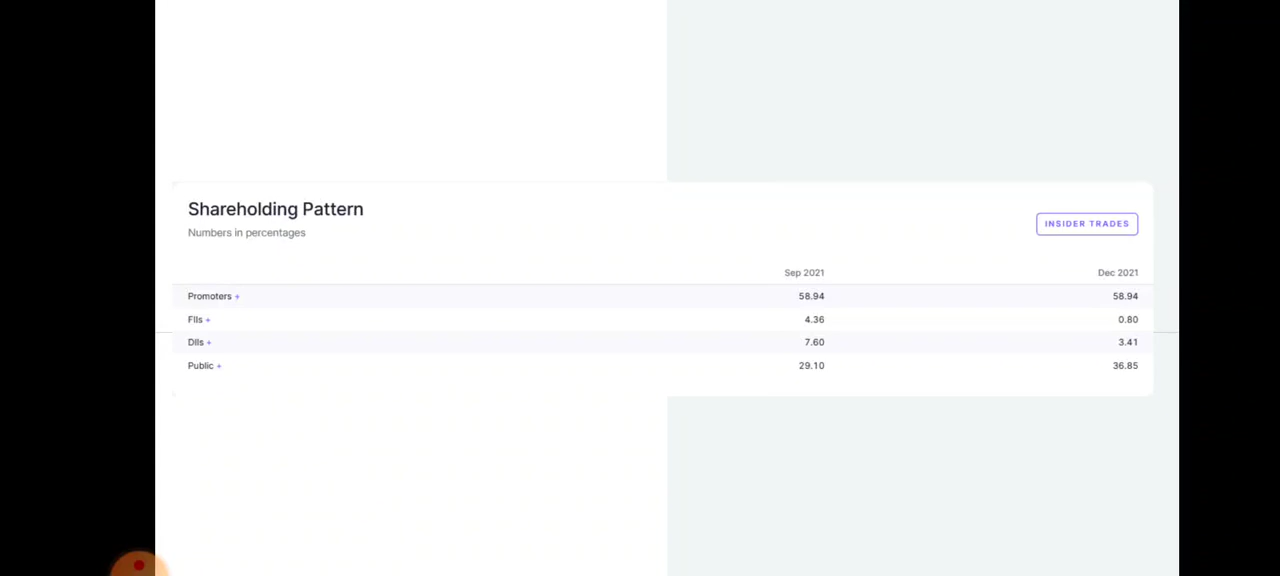 Shareholding Pattern
Numbers in percentages
INSIDER TRADES
Sep 2021 Dec 2021
Promoters + 58.94 58.94
FIIs + 4.36 0.80
DIIs + 7.60 3.41
Public + 29.10 36.85